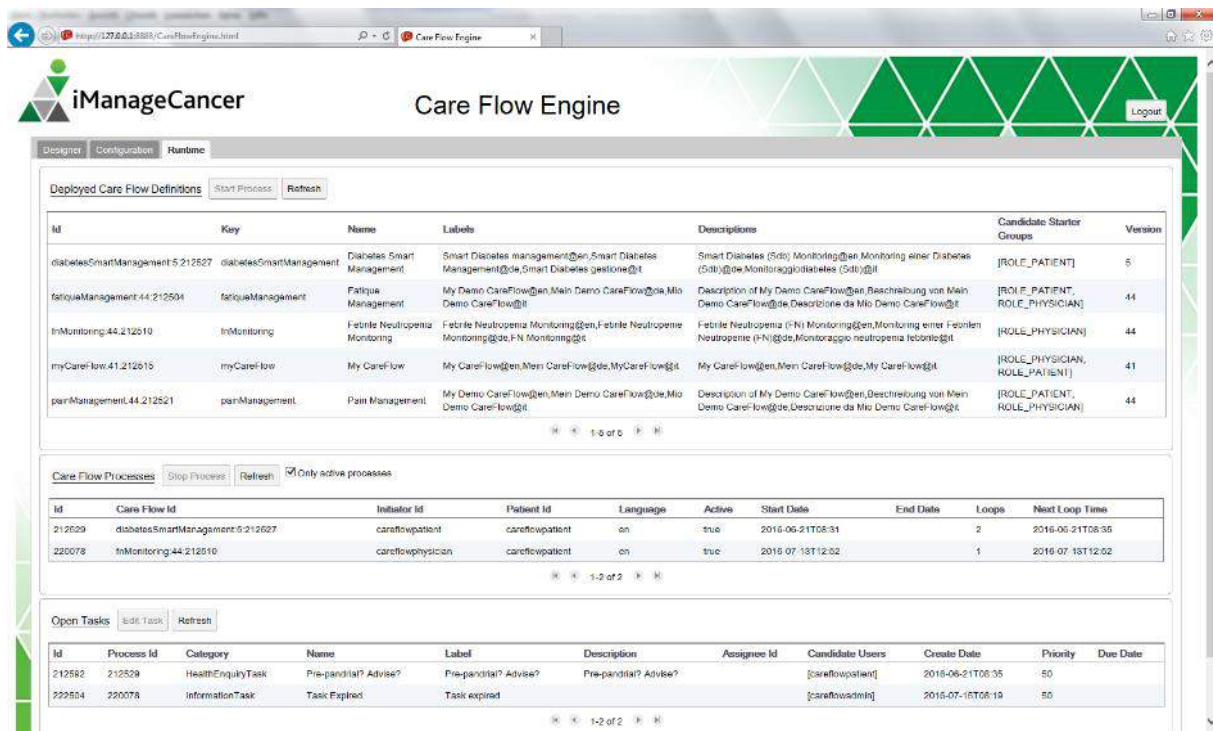 http://127.0.0.1:8888/CareFlowEngine.html
Care Flow Engine
iManageCancer
Care Flow Engine
Logout
Designer Configuration Runtime
Deployed Care Flow Definitions Start Process Refresh
Id Key Name Labels Descriptions Candidate Starter Groups Version
diabetesSmartManagement:5:212527 diabetesSmartManagement Diabetes Smart Management Smart Diabetes management@en,Smart Diabetes Management@de,Smart Diabetes gestione@it Smart Diabetes (Sdb) Monitoring@en,Monitoring einer Diabetes (Sdb)@de,Monitoraggiodiabetes (Sdb)@it [ROLE_PATIENT] 5
fatiqueManagement:44:212504 fatiqueManagement Fatique Management My Demo CareFlow@en,Mein Demo CareFlow@de,Mio Demo CareFlow@it Description of My Demo CareFlow@en,Beschreibung von Mein Demo CareFlow@de,Descrizione da Mio Demo CareFlow@it [ROLE_PATIENT, ROLE_PHYSICIAN] 44
fnMonitoring:44:212510 fnMonitoring Febrile Neutropenia Monitoring Febrile Neutropenia Monitoring@en,Febrile Neutropenie Monitoring@de,FN Monitoring@it Febrile Neutropenia (FN) Monitoring@en,Monitoring einer Febrilen Neutropenie (FN)@de,Monitoraggio neutropenia febbrile@it [ROLE_PHYSICIAN] 44
myCareFlow:41:212515 myCareFlow My CareFlow My CareFlow@en,Mein CareFlow@de,MyCareFlow@it My CareFlow@en,Mein CareFlow@de,My CareFlow@it [ROLE_PHYSICIAN, ROLE_PATIENT] 41
painManagement:44:212521 painManagement Pain Management My Demo CareFlow@en,Mein Demo CareFlow@de,Mio Demo CareFlow@it Description of My Demo CareFlow@en,Beschreibung von Mein Demo CareFlow@de,Descrizione da Mio Demo CareFlow@it [ROLE_PATIENT, ROLE_PHYSICIAN] 44
1-5 of 5
Care Flow Processes Stop Process Refresh Only active processes
Id Care Flow Id Initiator Id Patient Id Language Active Start Date End Date Loops Next Loop Time
212529 diabetesSmartManagement:5:212527 careflowpatient careflowpatient en true 2016-06-21T08:31 2 2016-06-21T08:35
220078 fnMonitoring:44:212510 careflowphysician careflowpatient en true 2016-07-13T12:52 1 2016-07-13T12:52
1-2 of 2
Open Tasks Edit Task Refresh
Id Process Id Category Name Label Description Assignee Id Candidate Users Create Date Priority Due Date
212592 212529 HealthEnquiryTask Pre-pandrial? Advise? Pre-pandrial? Advise? Pre-pandrial? Advise? [careflowpatient] 2016-06-21T08:35 50
222504 220078 InformationTask Task Expired Task expired [careflowadmin] 2016-07-15T08:19 50
1-2 of 2